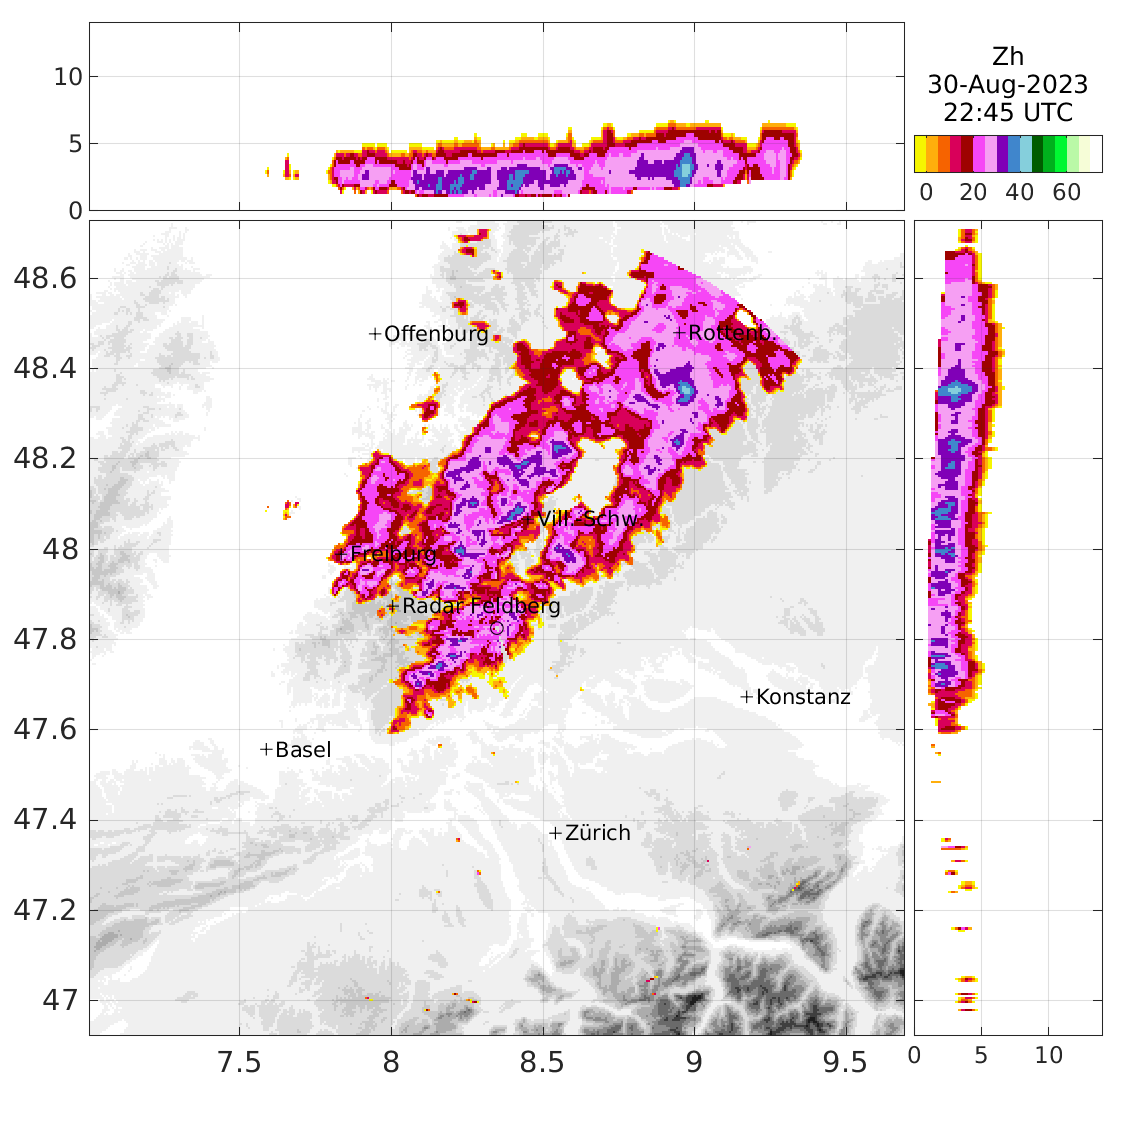 Zh
30-Aug-2023
22:45 UTC
0 20 40 60
10
5
0
48.6
48.4
48.2
48
47.8
47.6
47.4
47.2
47
Offenburg
Rottenb.
Vill.-Schw.
Freiburg
Radar Feldberg
Konstanz
Basel
Zürich
7.5 8 8.5 9 9.5
0 5 10